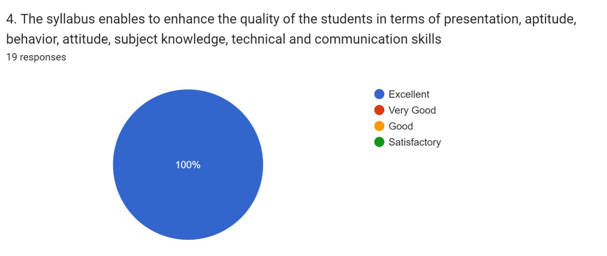 4. The syllabus enables to enhance the quality of the students in terms of presentation, aptitude,
behavior, attitude, subject knowledge, technical and communication skills
19 responses
Excellent
Very Good
Good
Satisfactory
100%